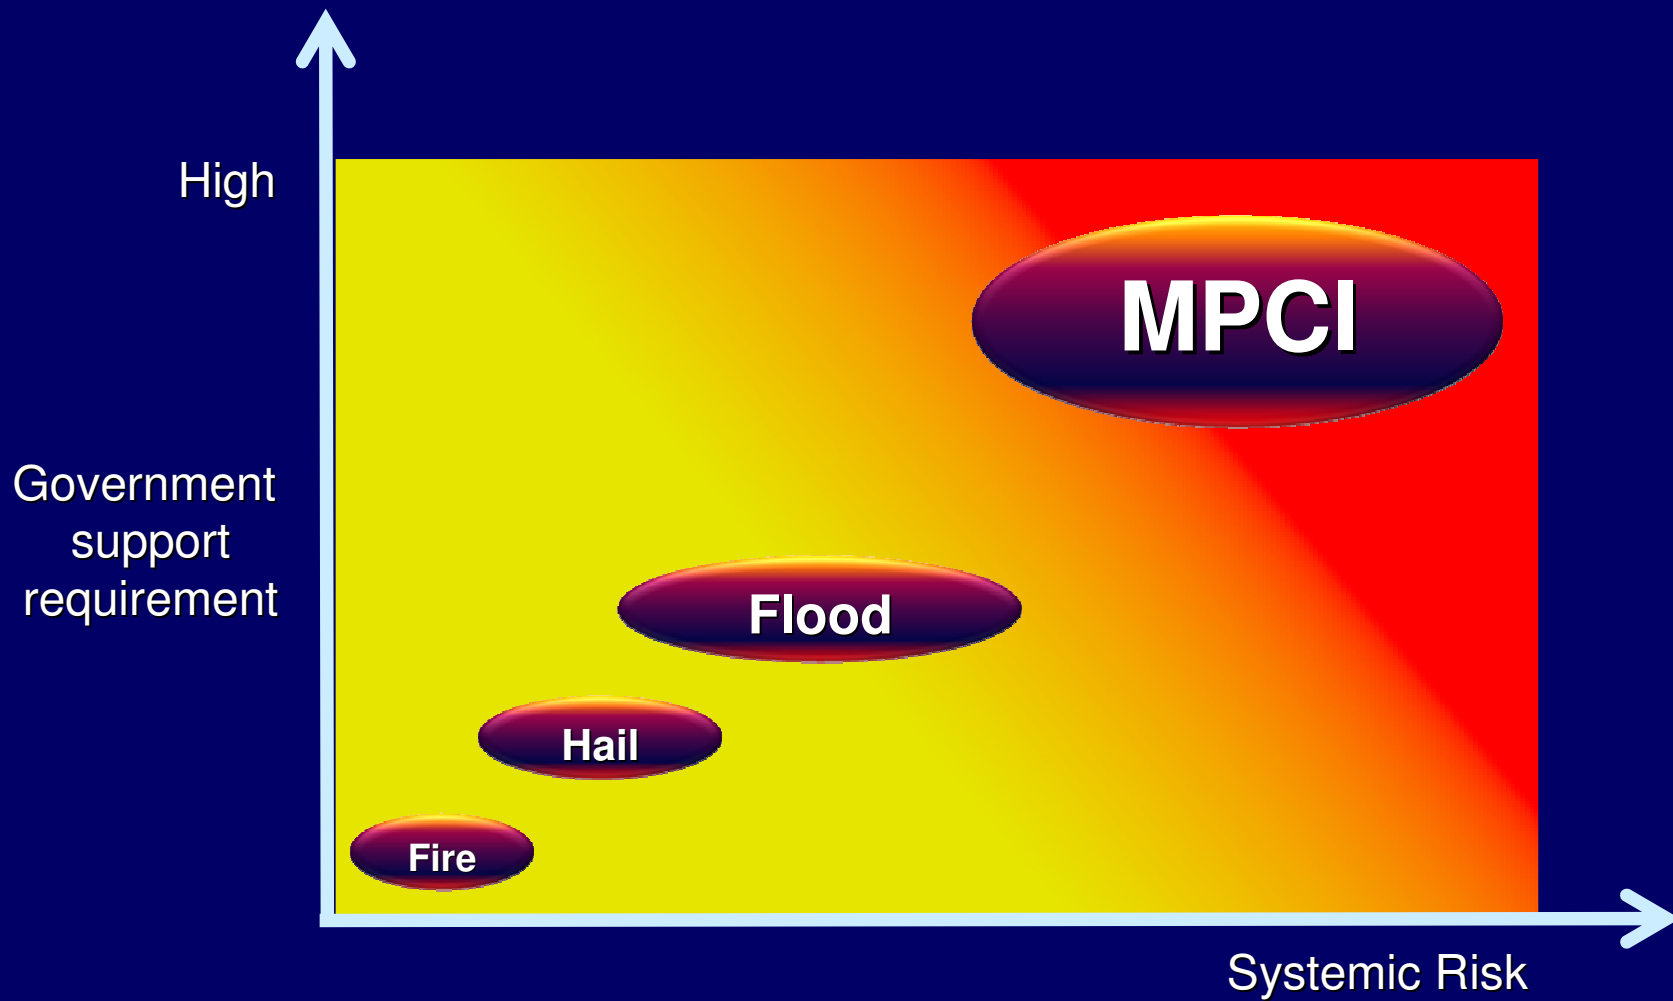 High
MPCI
Government
support
requirement
Flood
Hail
Fire
Systemic Risk